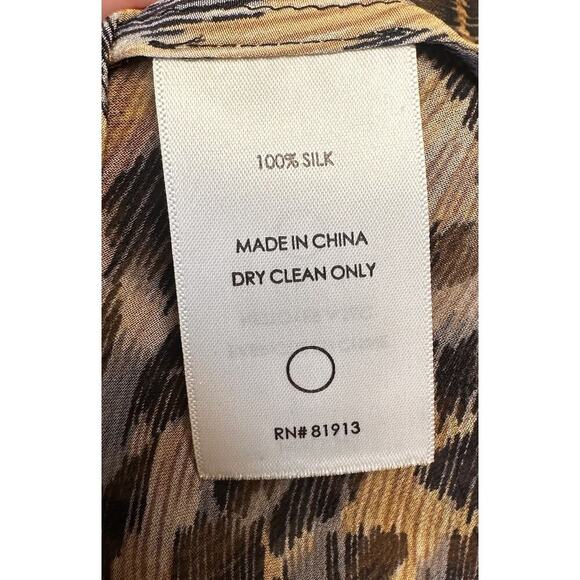 100% SILK
MADE IN CHINA
DRY CLEAN ONLY
RN# 81913